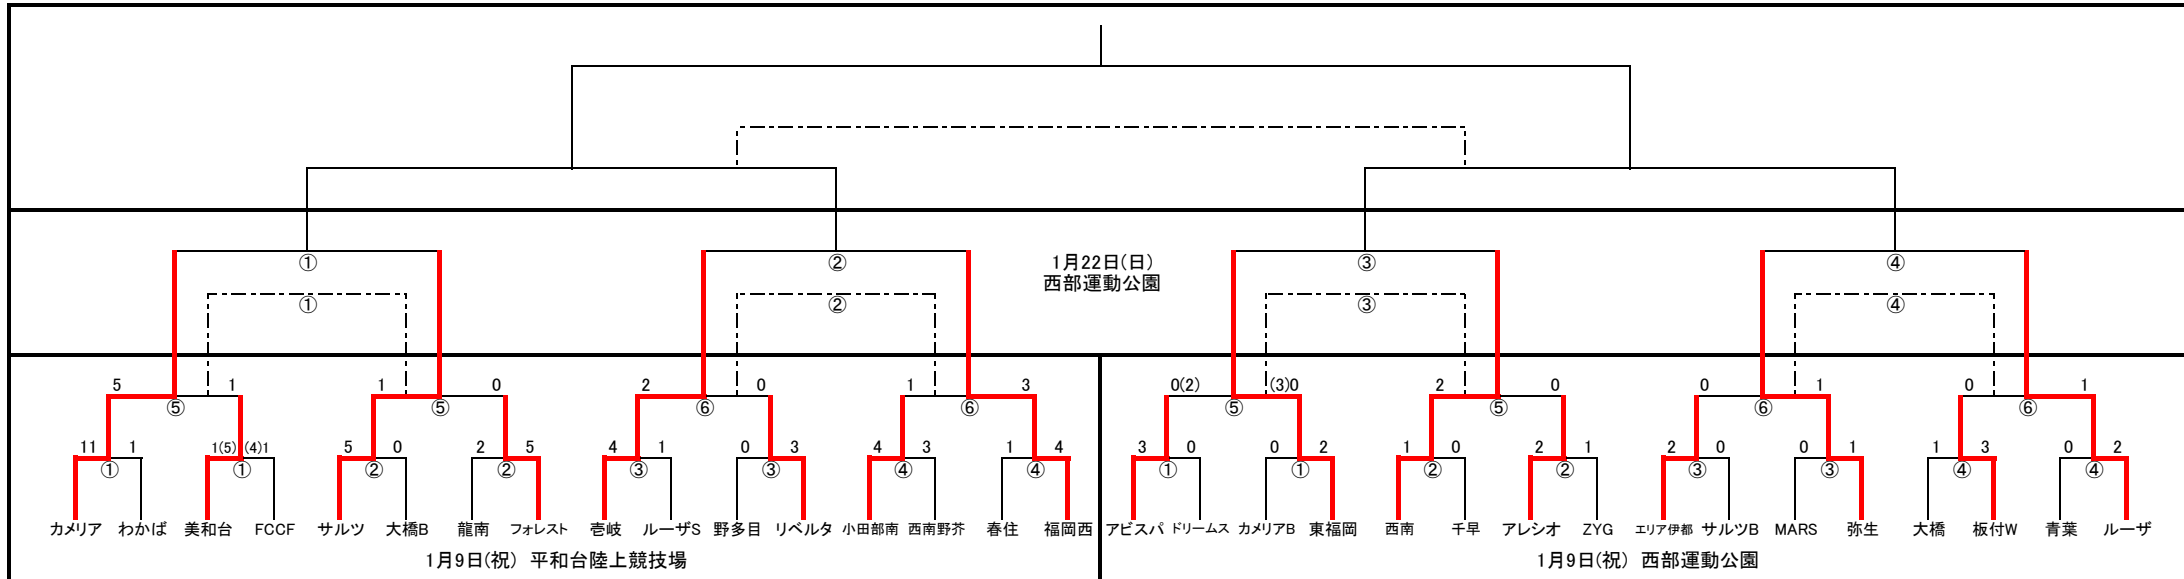 ① ② 1月22日(日) ③ ④
西部運動公園
① ② ③ ④
5 1 1 0 2 0 1 3 0(2) (3)0 2 0 0 1 0 1
⑤ ⑤ ⑥ ⑥ ⑤ ⑤ ⑥ ⑥
11 1 1(5) (4)1 5 0 2 5 4 1 0 3 4 3 1 4 3 0 0 2 1 0 2 1 2 0 0 1 1 3 0 2
① ① ② ② ③ ③ ④ ④ ① ① ② ② ③ ③ ④ ④
カメリア わかば 美和台 FCCF サルツ 大橋B 龍南 フォレスト 壱岐 ルーザS 野多目 リベルタ 小田部南 西南野芥 春住 福岡西 アビスパ ドリームス カメリアB 東福岡 西南 千早 アレシオ ZYG エリア伊都 サルツB MARS 弥生 大橋 板付W 青葉 ルーザ
1月9日(祝) 平和台陸上競技場 1月9日(祝) 西部運動公園